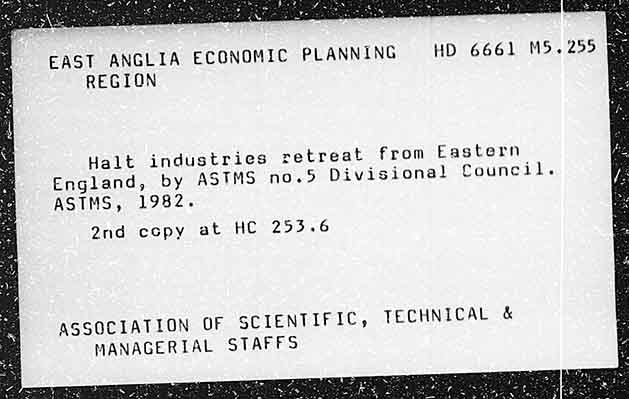 EAST ANGLIA ECONOMIC PLANNING HD 6661 M5.255
REGION
Halt industries retreat from Eastern
England, by ASTMS no.5 Divisional Council.
ASTMS, 1982.
2nd copy at HC 253.6
ASSOCIATION OF SCIENTIFIC, TECHNICAL &
MANAGERIAL STAFFS